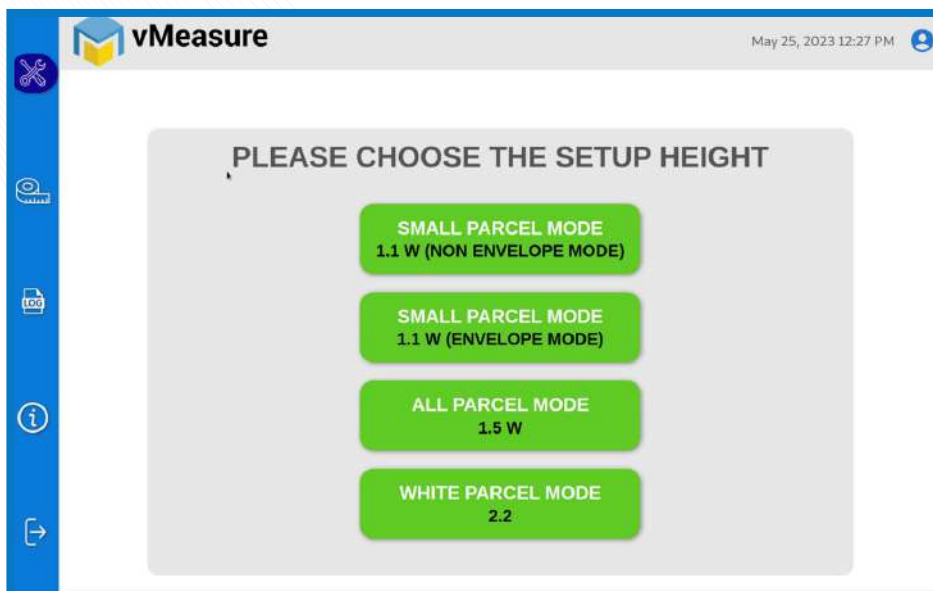 vMeasure
May 25, 2023 12:27 PM
PLEASE CHOOSE THE SETUP HEIGHT
SMALL PARCEL MODE
1.1 W (NON ENVELOPE MODE)
SMALL PARCEL MODE
1.1 W (ENVELOPE MODE)
LOG
ALL PARCEL MODE
1.5 W
WHITE PARCEL MODE
2.2